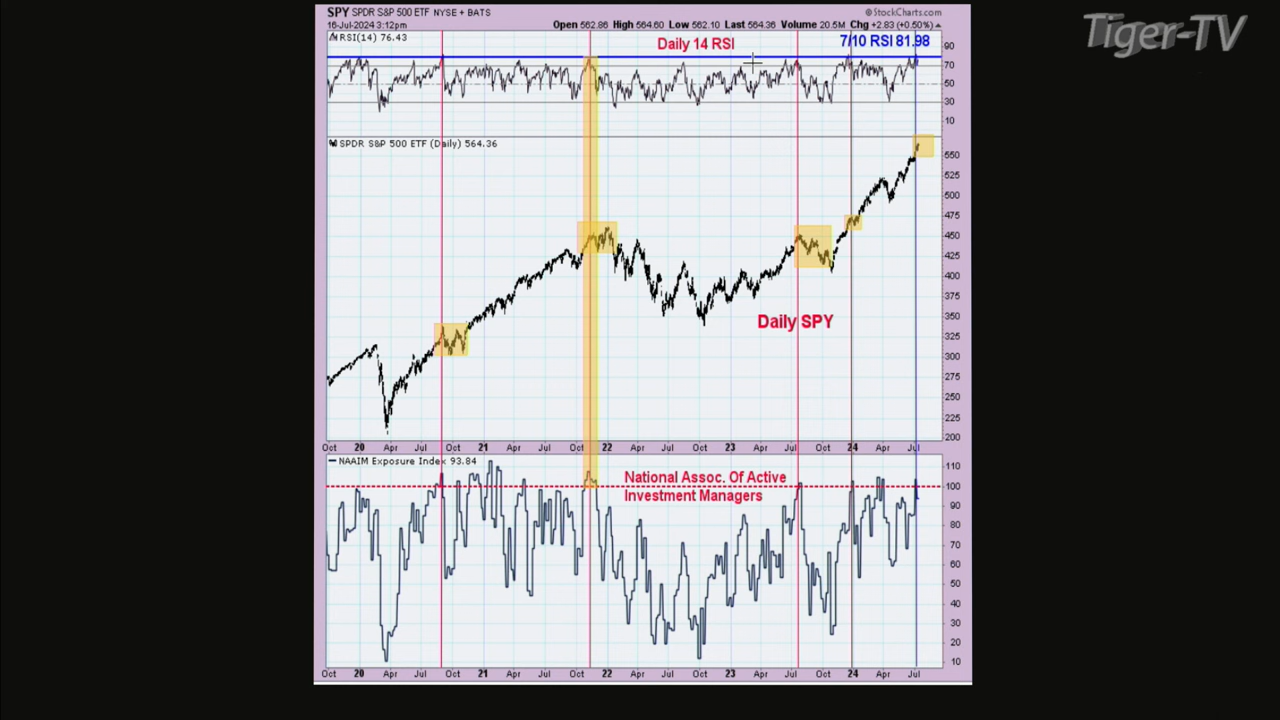 Tiger-TV
SPY SPDR S&P 500 ETF NYSE + BATS
© StockCharts.com
16-Jul-2024 3:12pm
Open 562.86 High 564.60 Low 562.10 Last 564.36 Volume 20.5M Chg +2.83 (+0.50%)
RSI(14) 76.43
Daily 14 RSI
7/10 RSI 81.98
90
70
50
30
10
SPDR S&P 500 ETF (Daily) 564.36
550
525
500
475
450
425
400
375
350
325
300
275
250
225
200
Daily SPY
Oct 20 Apr Jul Oct 21 Apr Jul Oct 22 Apr Jul Oct 23 Apr Jul Oct 24 Apr Jul
NAAIM Exposure Index 93.84
National Assoc. Of Active
Investment Managers
110
100
90
80
70
60
50
40
30
20
10
Oct 20 Apr Jul Oct 21 Apr Jul Oct 22 Apr Jul Oct 23 Apr Jul Oct 24 Apr Jul